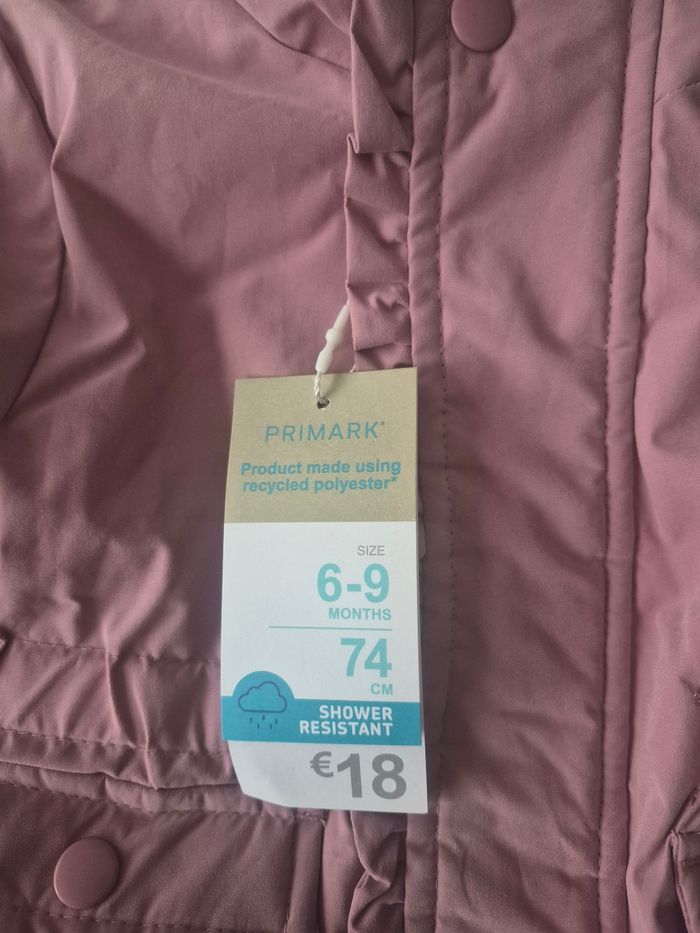 PRIMARK®
Product made using
recycled polyester*
SIZE
6-9
MONTHS
74
CM
SHOWER
RESISTANT
€18